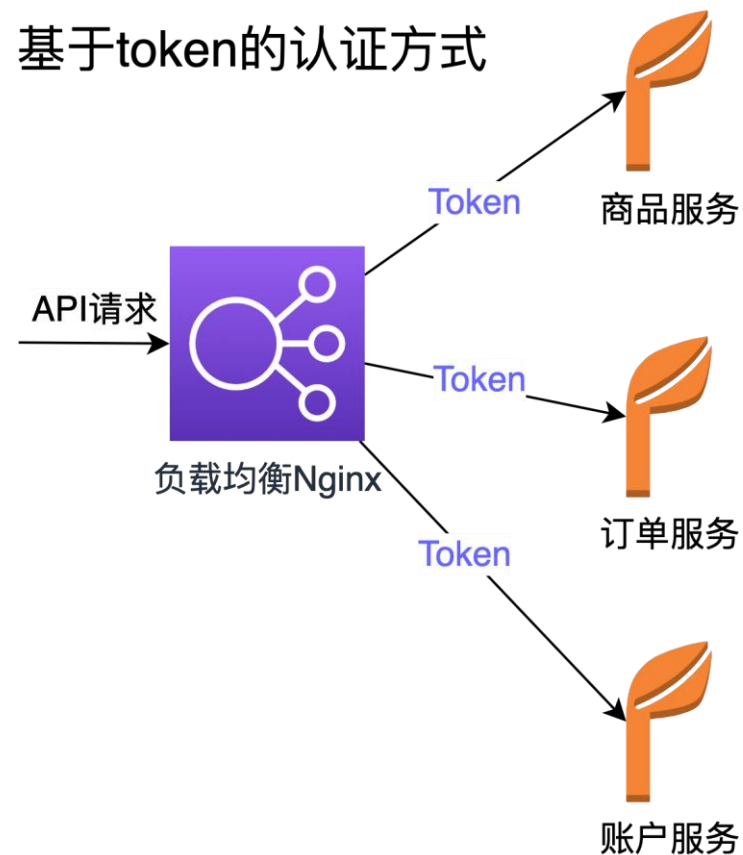 基于token的认证方式
Token
商品服务
API请求
Token
负载均衡Nginx
订单服务
Token
账户服务